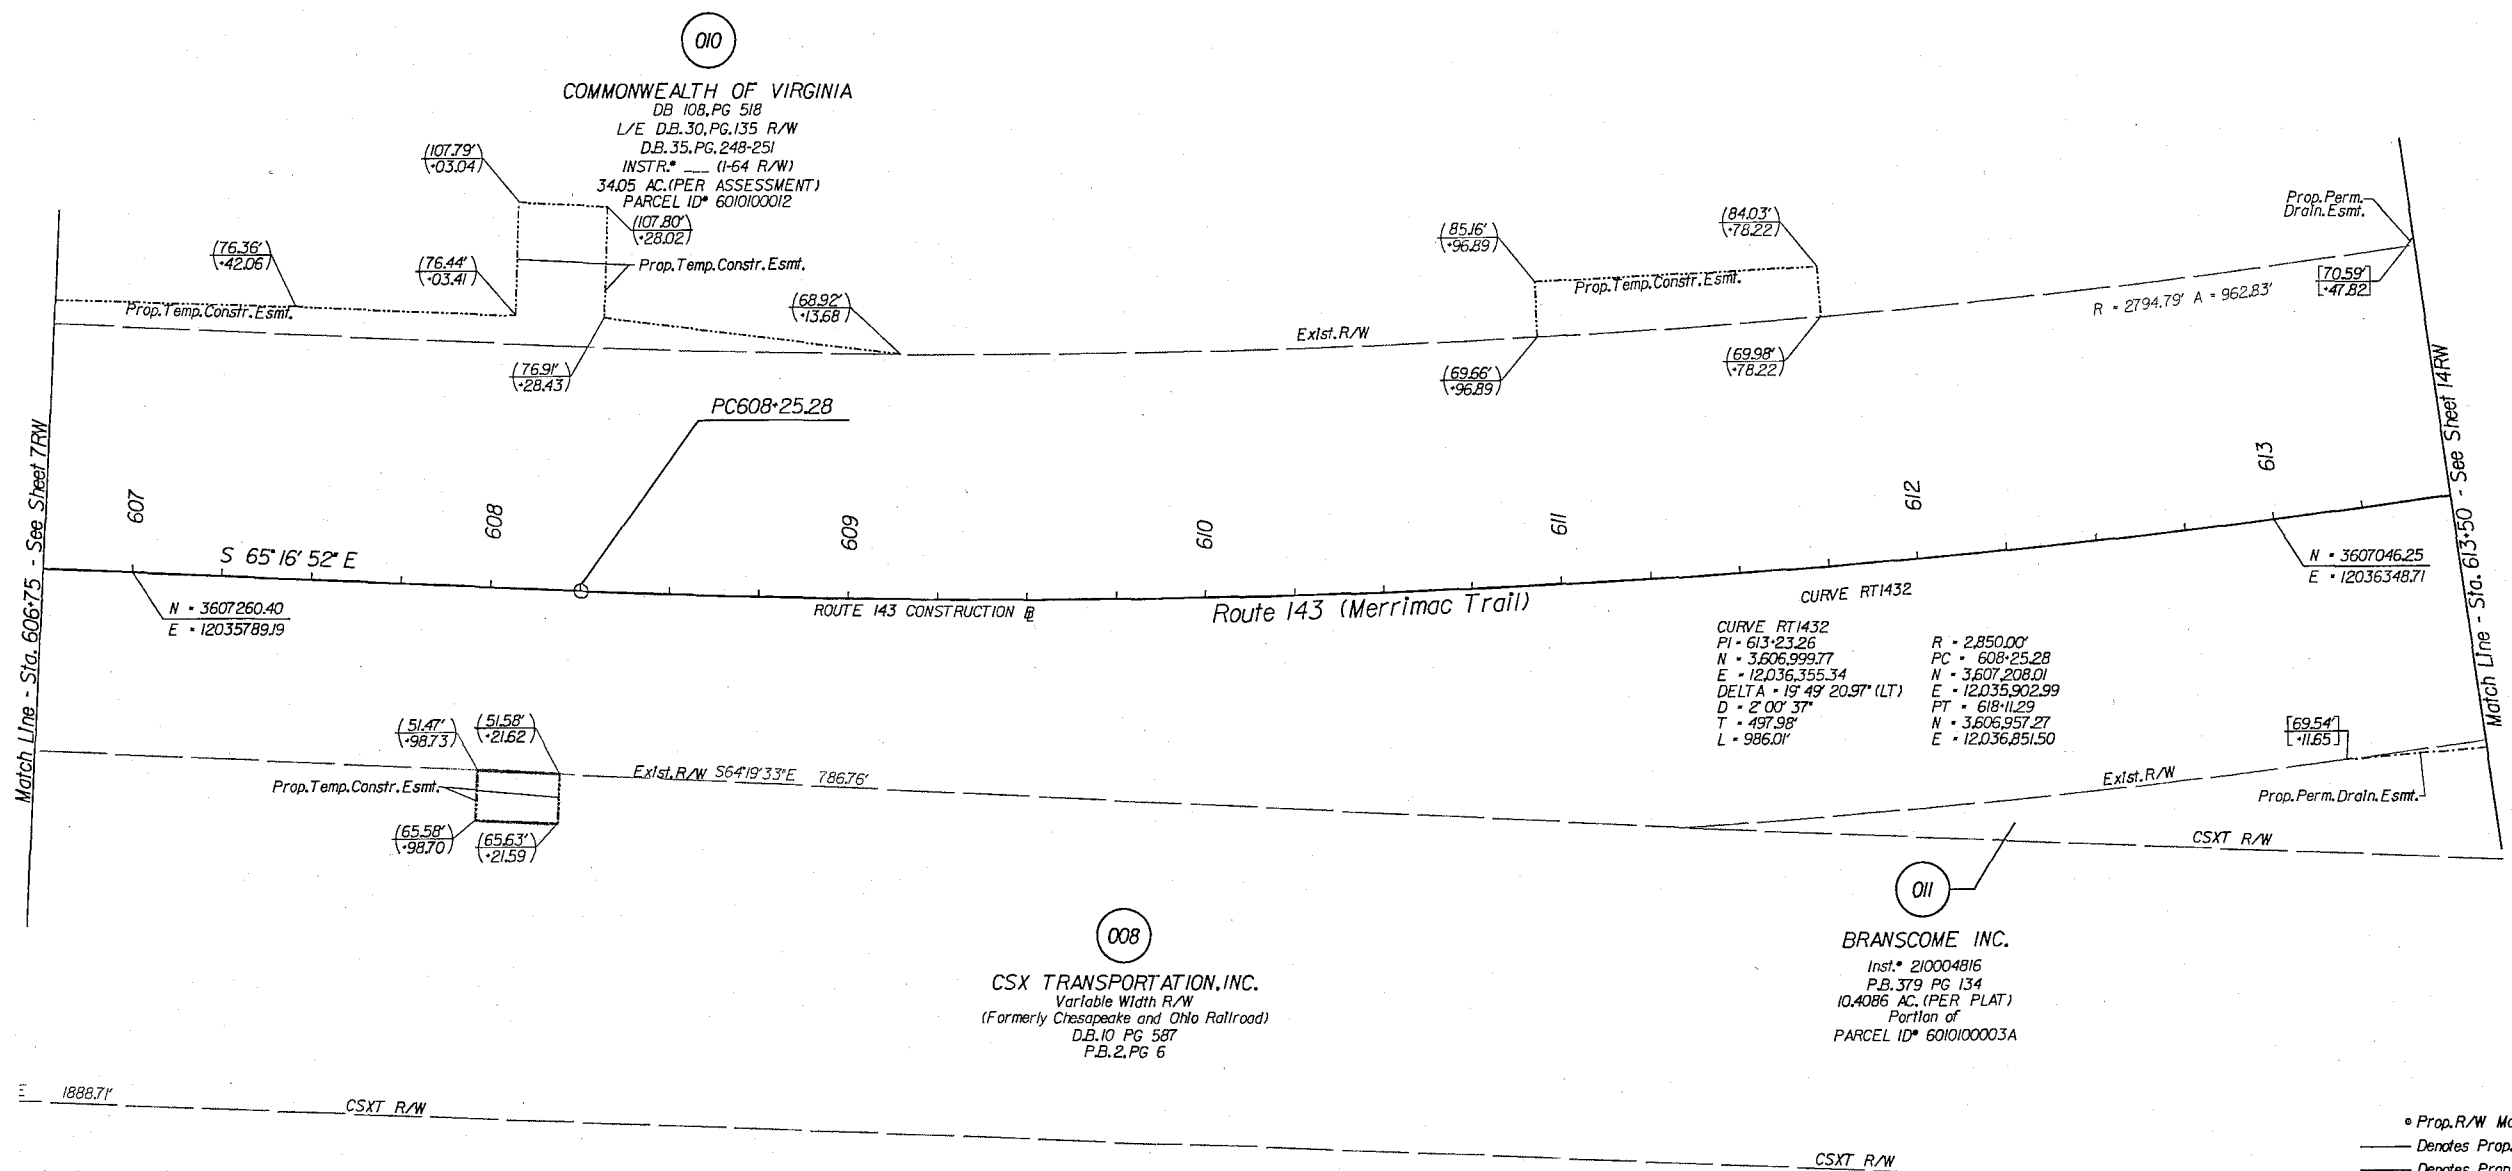 010
COMMONWEALTH OF VIRGINIA
DB 108, PG 518
L/E D.B. 30, PG. 135 R/W
D.B. 35, PG. 248-251
INSTR.# ___ (I-64 R/W)
34.05 AC. (PER ASSESSMENT)
PARCEL ID# 6010100012
(107.79')
(+03.04)
(107.80')
(+28.02)
(76.36')
(+42.06)
(76.44')
(+03.41)
Prop. Temp. Constr. Esmt.
Prop. Temp. Constr. Esmt.
(68.92')
(+13.68)
(76.91')
(+28.43)
(85.16')
(+96.89)
(84.03')
(+78.22)
Prop. Temp. Constr. Esmt.
Exist. R/W
(69.66')
(+96.89)
(69.98')
(+78.22)
R = 2794.79' A = 962.83'
Prop. Perm.
Drain. Esmt.
[70.59']
[+47.82]
PC 608+25.28
Match Line - Sta. 606+75 - See Sheet 7RW
Match Line - Sta. 613+50 - See Sheet 14RW
607
608
609
610
611
612
613
S 65° 16' 52" E
N = 3607260.40
E = 12035789.19
ROUTE 143 CONSTRUCTION BL
Route 143 (Merrimac Trail)
CURVE RT1432
N = 3607046.25
E = 12036348.71
CURVE RT1432
PI = 613+23.26
N = 3,606,999.77
E = 12,036,355.34
DELTA = 19° 49' 20.97" (LT)
D = 2° 00' 37"
T = 497.98'
L = 986.01'
R = 2,850.00'
PC = 608+25.28
N = 3,607,208.01
E = 12,035,902.99
PT = 618+11.29
N = 3,606,957.27
E = 12,036,851.50
(51.47')
(+98.73)
(51.58')
(+21.62)
Prop. Temp. Constr. Esmt.
(65.58')
(+98.70)
(65.63')
(+21.59)
Exist. R/W S64°19'33"E 786.76'
[69.54']
[+11.65]
Exist. R/W
Prop. Perm. Drain. Esmt.
CSXT R/W
011
BRANSCOME INC.
Inst.# 210004816
P.B. 379 PG 134
10.4086 AC. (PER PLAT)
Portion of
PARCEL ID# 6010100003A
008
CSX TRANSPORTATION, INC.
Variable Width R/W
(Formerly Chesapeake and Ohio Railroad)
D.B. 10 PG 587
P.B. 2, PG 6
E 1888.71'
CSXT R/W
CSXT R/W
Prop. R/W
Denotes Prop.
Denotes Prop.